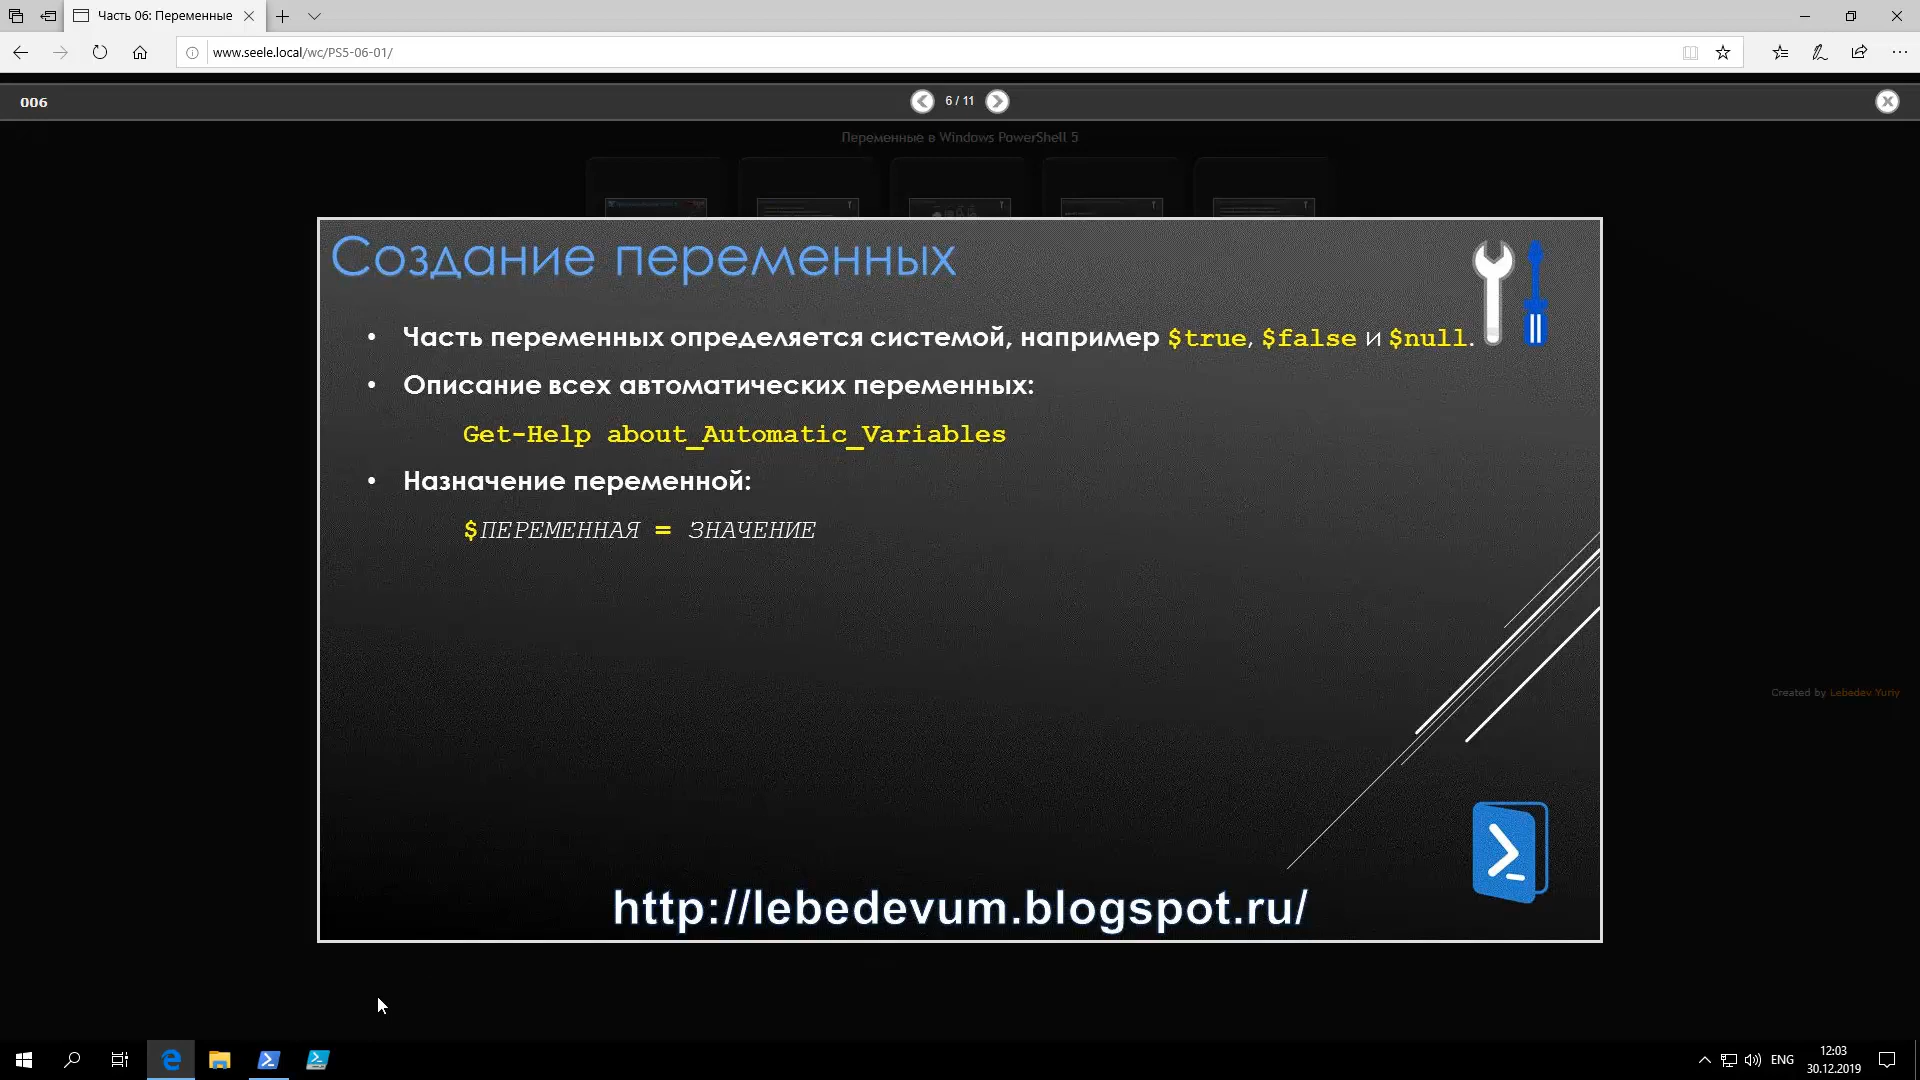 Часть 06: Переменные
www.seele.local/wc/PS5-06-01/
006
6 / 11
Переменные в Windows PowerShell 5
Создание переменных
• Часть переменных определяется системой, например $true, $false и $null.
• Описание всех автоматических переменных:
Get-Help about_Automatic_Variables
• Назначение переменной:
$ПЕРЕМЕННАЯ = ЗНАЧЕНИЕ
Created by Lebedev Yuriy
http://lebedevum.blogspot.ru/
ENG
12:03
30.12.2019